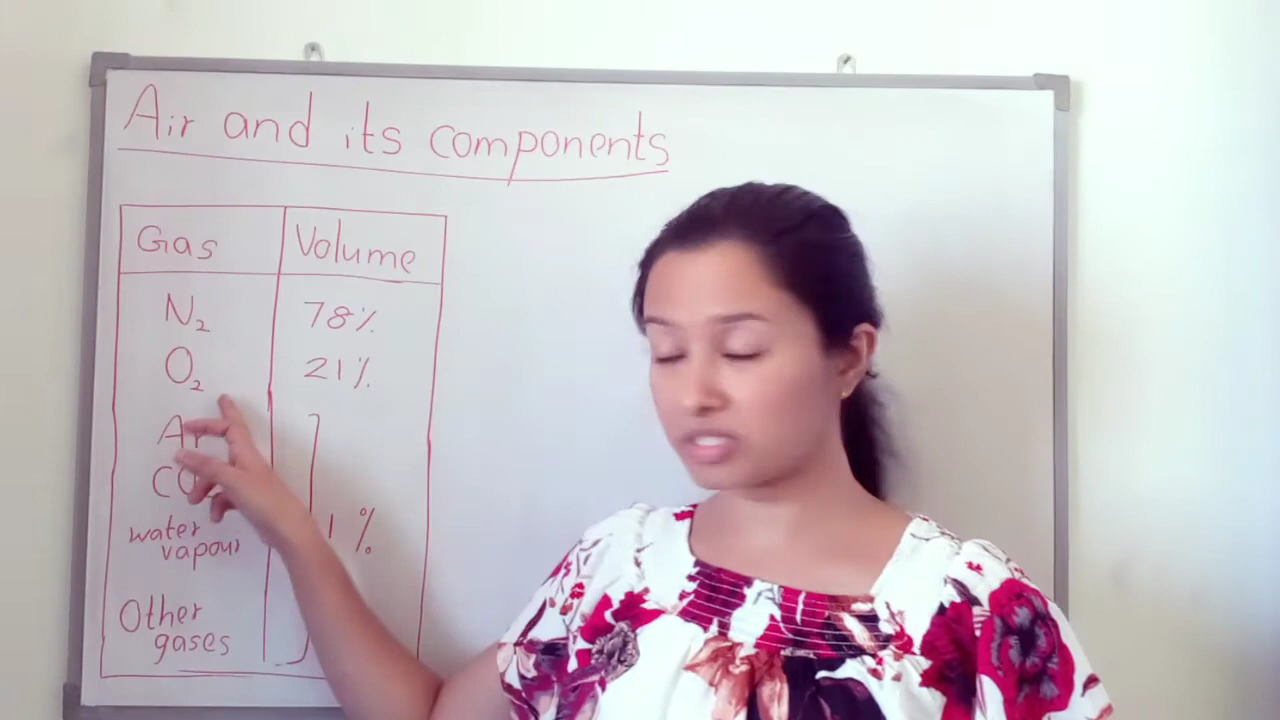 Air and its components
Gas Volume
N₂ 78%
O₂ 21%
Ar
CO
water
vapour 1%
Other
gases